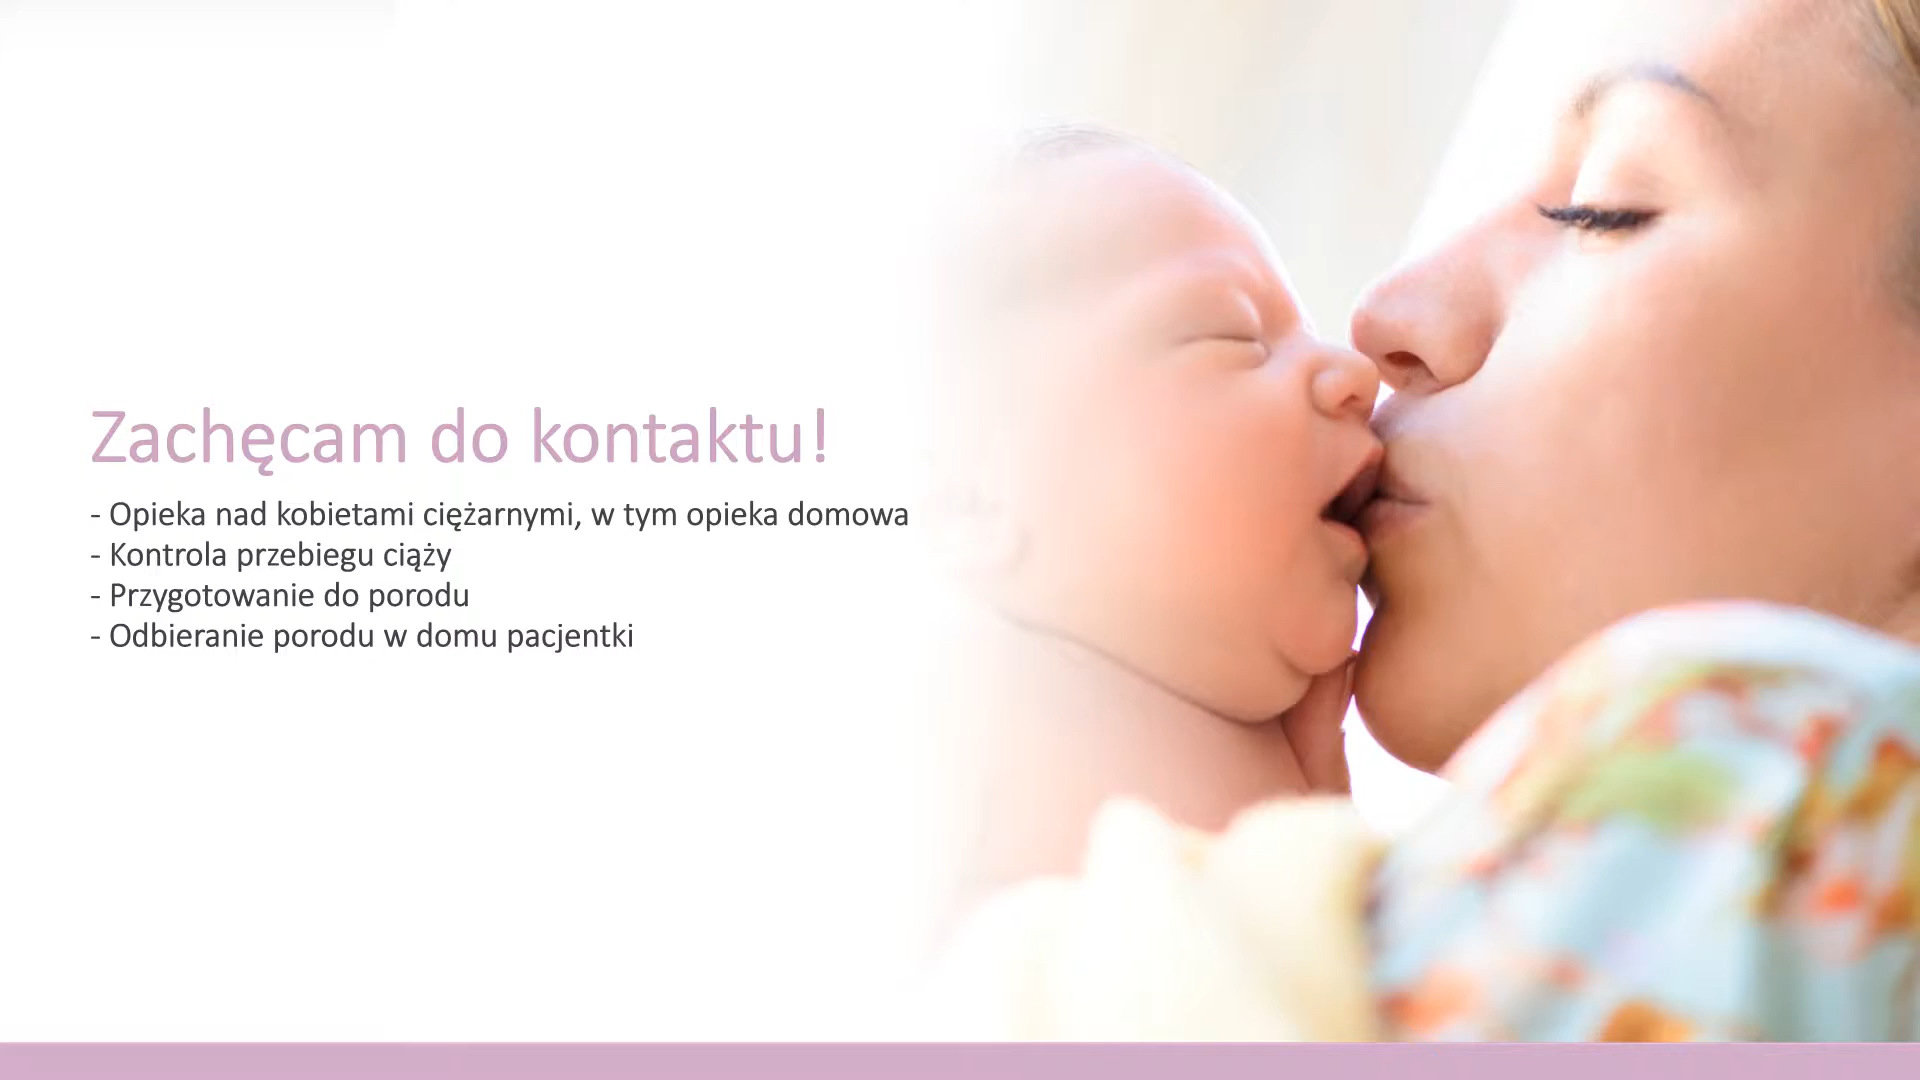 Zachęcam do kontaktu!
- Opieka nad kobietami ciężarnymi, w tym opieka domowa
- Kontrola przebiegu ciąży
- Przygotowanie do porodu
- Odbieranie porodu w domu pacjentki